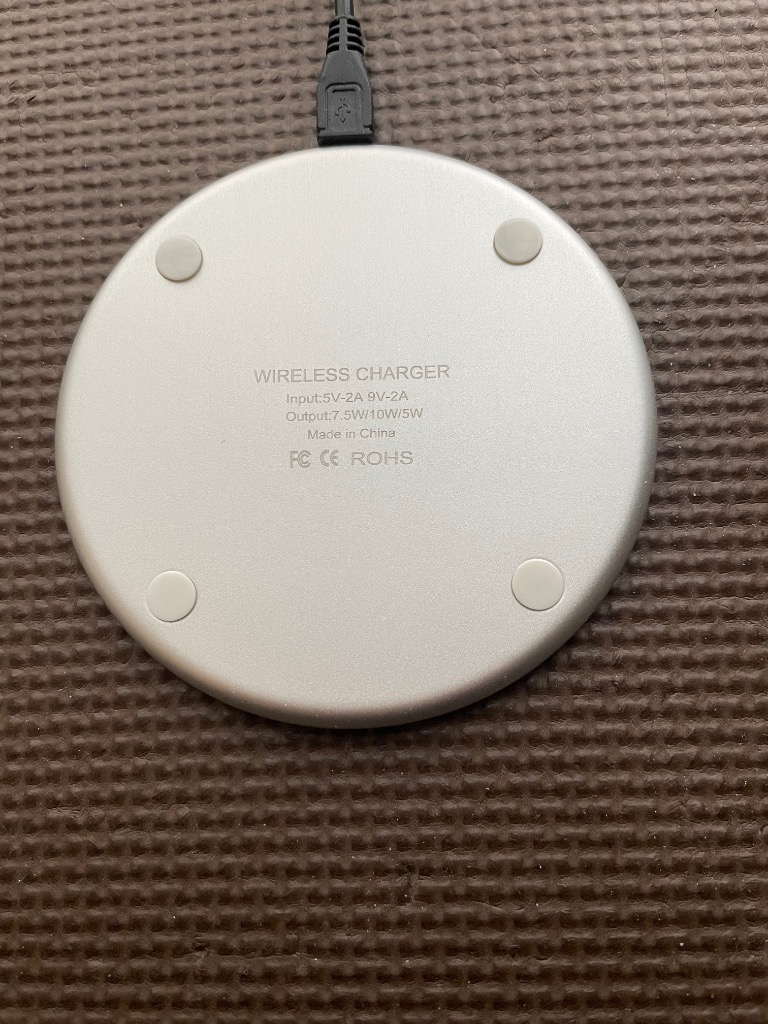 WIRELESS CHARGER
Input:5V-2A 9V-2A
Output:7.5W/10W/5W
Made in China
FC CE ROHS